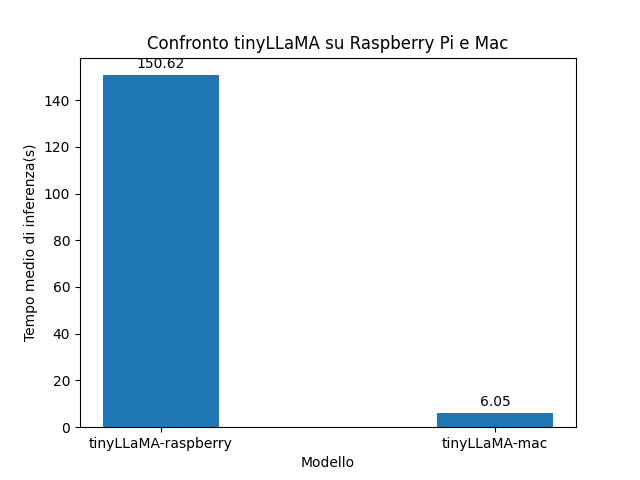 Confronto tinyLLaMA su Raspberry Pi e Mac
150.62
140
120
100
80
60
40
20
0
Tempo medio di inferenza(s)
6.05
tinyLLaMA-raspberry
tinyLLaMA-mac
Modello